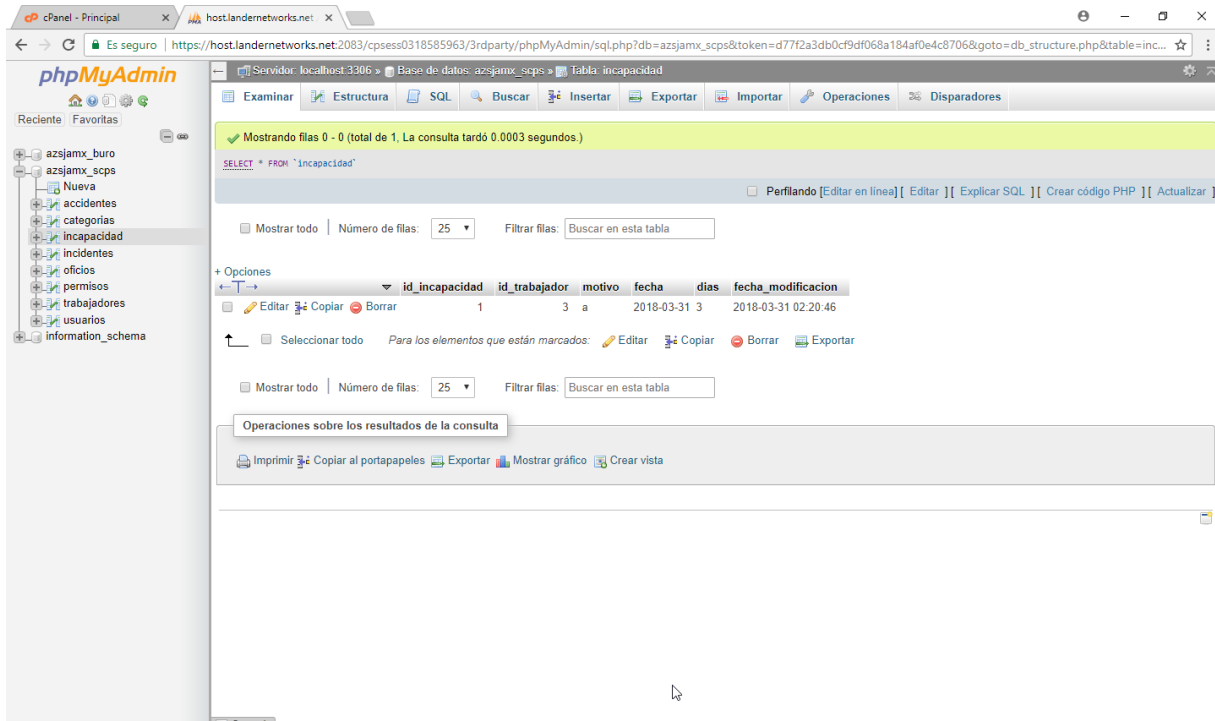 cPanel - Principal
host.landernetworks.net
Es seguro https://host.landernetworks.net:2083/cpsess0318585963/3rdparty/phpMyAdmin/sql.php?db=azsjamx_scps&token=d77f2a3db0cf9df068a184af0e4c8706&goto=db_structure.php&table=inc...
phpMyAdmin
Reciente Favoritas
azsjamx_buro
azsjamx_scps
Nueva
accidentes
categorias
incapacidad
incidentes
oficios
permisos
trabajadores
usuarios
information_schema
Servidor: localhost:3306 » Base de datos: azsjamx_scps » Tabla: incapacidad
Examinar Estructura SQL Buscar Insertar Exportar Importar Operaciones Disparadores
Mostrando filas 0 - 0 (total de 1, La consulta tardó 0.0003 segundos.)
SELECT * FROM `incapacidad`
Perfilando [Editar en línea] [ Editar ] [ Explicar SQL ] [ Crear código PHP ] [ Actualizar ]
Mostrar todo Número de filas: 25 Filtrar filas: Buscar en esta tabla
+ Opciones
←T→ id_incapacidad id_trabajador motivo fecha dias fecha_modificacion
Editar Copiar Borrar 1 3 a 2018-03-31 3 2018-03-31 02:20:46
Seleccionar todo Para los elementos que están marcados: Editar Copiar Borrar Exportar
Mostrar todo Número de filas: 25 Filtrar filas: Buscar en esta tabla
Operaciones sobre los resultados de la consulta
Imprimir Copiar al portapapeles Exportar Mostrar gráfico Crear vista